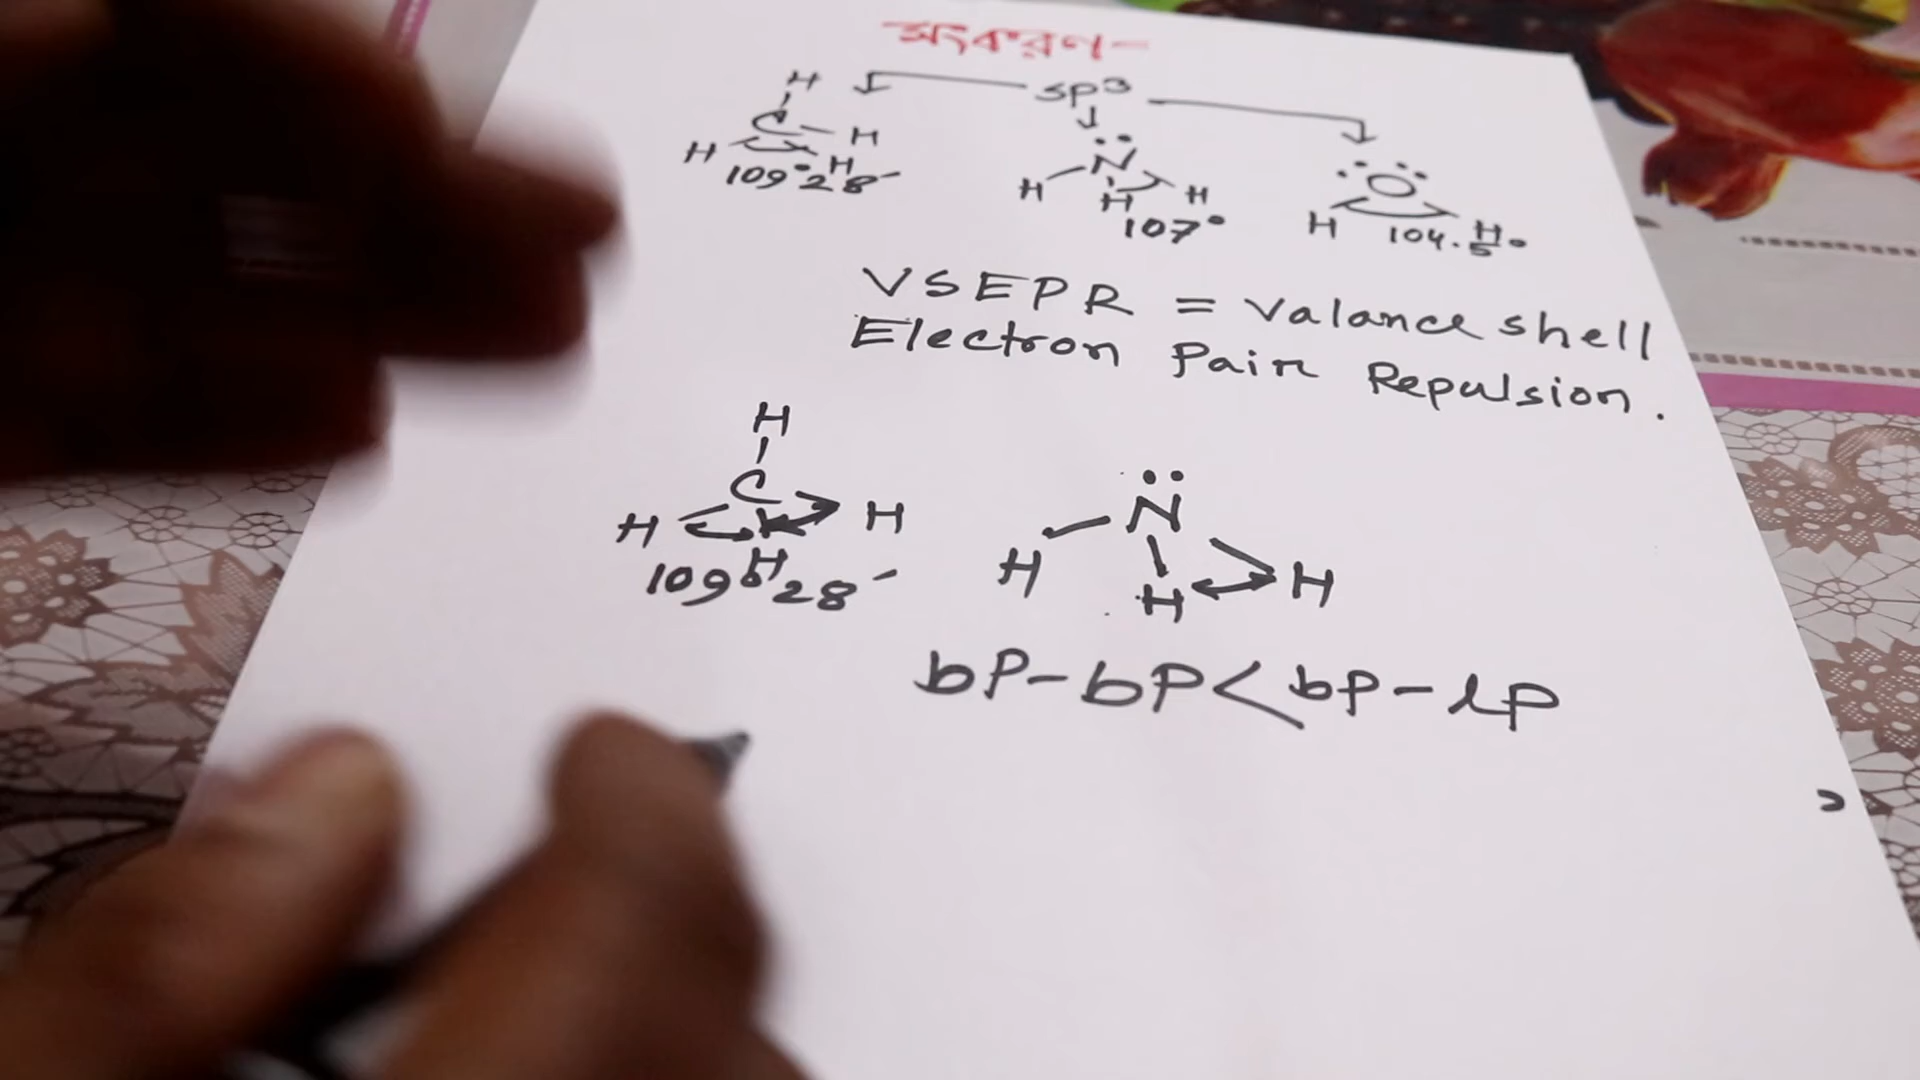 সংকরণ-
sp³
H
C - H
H H
109°28′
N
H H H
107°
O
H H
104.5°
VSEPR = Valance shell
Electron Pair Repulsion.
H
C
H H
H
109°28′
N
H H H
bP-bP<bP-lP